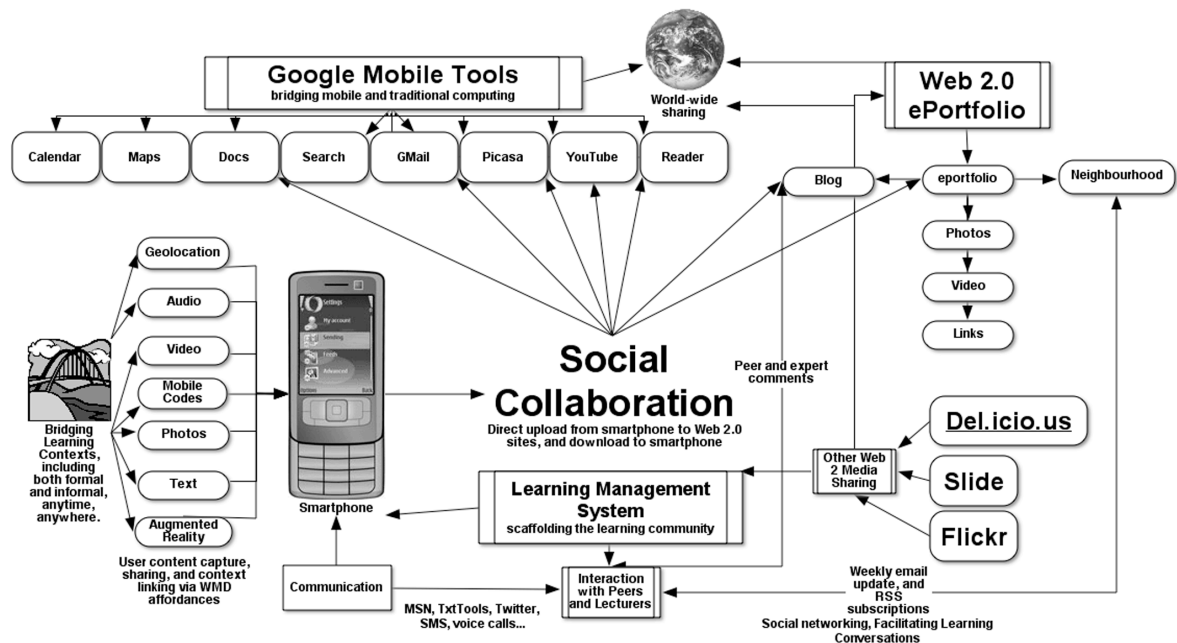 Google Mobile Tools
bridging mobile and traditional computing
World-wide
sharing
Web 2.0
ePortfolio
Calendar
Maps
Docs
Search
GMail
Picasa
YouTube
Reader
Blog
eportfolio
Neighbourhood
Photos
Video
Links
Geolocation
Audio
Video
Mobile
Codes
Photos
Text
Augmented
Reality
Bridging
Learning
Contexts,
including
both formal
and informal,
anytime,
anywhere.
User content capture,
sharing, and context
linking via WMD
affordances
Settings
My account
Sending
Advanced
Options
Back
Smartphone
Social
Collaboration
Direct upload from smartphone to Web 2.0
sites, and download to smartphone
Peer and expert
comments
Del.icio.us
Slide
Flickr
Other Web
2 Media
Sharing
Learning Management
System
scaffolding the learning community
Communication
MSN, TxtTools, Twitter,
SMS, voice calls...
Interaction
with Peers
and Lecturers
Weekly email
update, and
RSS
subscriptions
Social networking, Facilitating Learning
Conversations